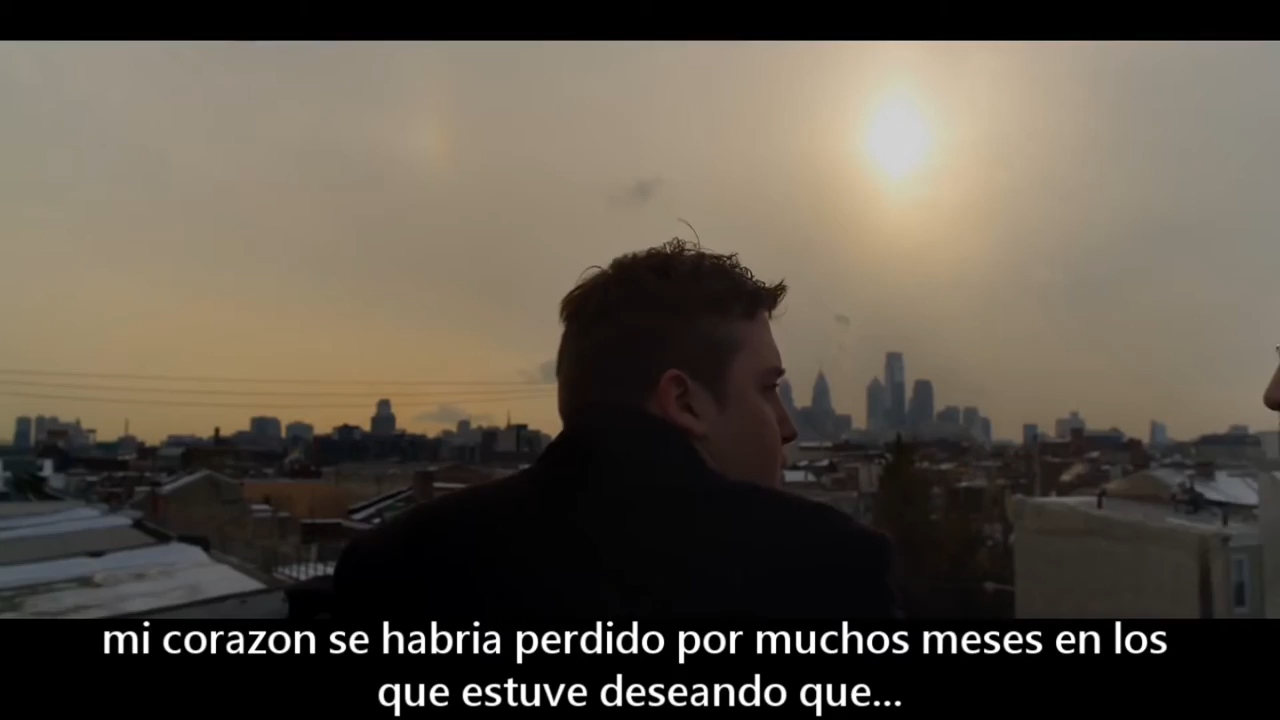 mi corazon se habria perdido por muchos meses en los
que estuve deseando que...